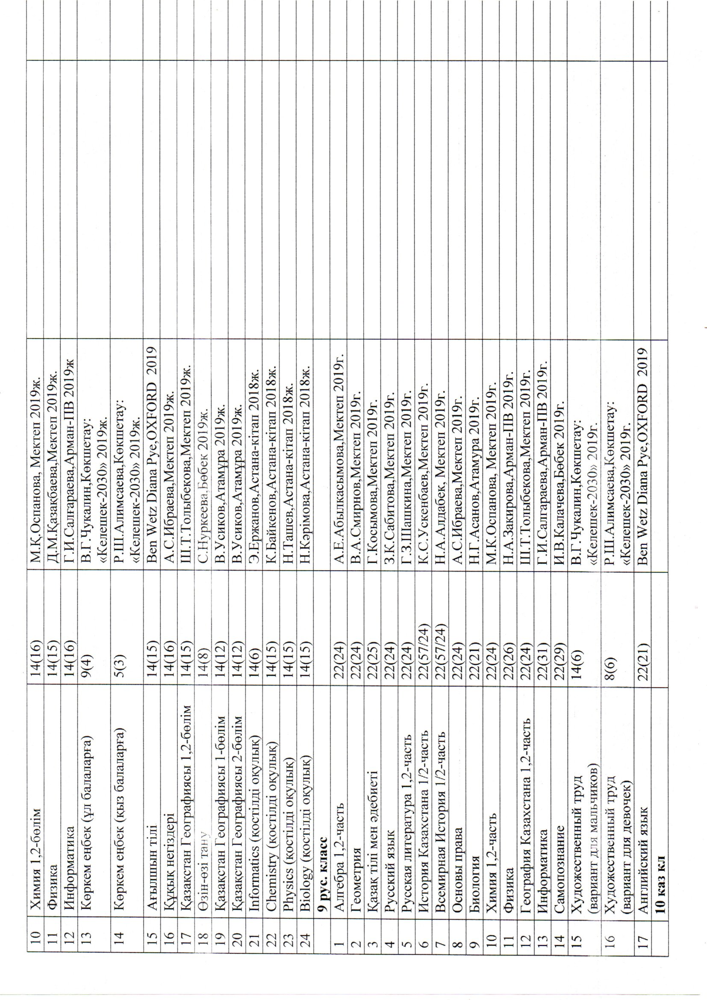 10 Химия 1,2-бөлім 14(16) М.Қ.Оспанова, Мектеп 2019ж.
11 Физика 14(15) Д.М.Қазақбаева,Мектеп 2019ж.
12 Информатика 14(16) Г.И.Салғараева,Арман-ПВ 2019ж
13 Көркем еңбек (ұл балаларға) 9(4) В.Г.Чукалин,Көкшетау:
«Келешек-2030» 2019ж.
14 Көркем еңбек (қыз балаларға) 5(3) Р.Ш.Алимсаева,Көкшетау:
«Келешек-2030» 2019ж.
15 Ағылшын тілі 14(15) Ben Wetz Diana Pye,OXFORD 2019
16 Құқық негіздері 14(16) А.С.Ибраева,Мектеп 2019ж.
17 Қазақстан Географиясы 1,2-бөлім 14(15) Ш.Т.Толыбекова,Мектеп 2019ж.
18 Өзін-өзі тану 14(8) С.Нуркеева,Бөбек 2019ж.
19 Қазақстан Географиясы 1-бөлім 14(12) В.Усиков,Атамұра 2019ж.
20 Қазақстан Географиясы 2-бөлім 14(12) В.Усиков,Атамұра 2019ж.
21 Informatics (қостілді оқулық) 14(6) Э.Ержанов,Астана-кітап 2018ж.
22 Chemistry (қостілді оқулық) 14(15) К.Байкенов,Астана-кітап 2018ж.
23 Physics (қостілді оқулық) 14(15) Н.Ташев,Астана-кітап 2018ж.
24 Biology (қостілді оқулық) 14(15) Н.Кәрімова,Астана-кітап 2018ж.
9 рус. класс
1 Алгебра 1,2-часть 22(24) А.Е.Абылкасымова,Мектеп 2019г.
2 Геометрия 22(24) В.А.Смирнов,Мектеп 2019г.
3 Қазақ тілі мен әдебиеті 22(25) Г.Косымова,Мектеп 2019г.
4 Русский язык 22(24) З.К.Сабитова,Мектеп 2019г.
5 Русская литература 1,2-часть 22(24) Г.З.Шашкина,Мектеп 2019г.
6 История Казахстана 1/2-часть 22(57/24) К.С.Ускенбаев,Мектеп 2019г.
7 Всемирная История 1/2-часть 22(57/24) Н.А.Алдабек, Мектеп 2019г.
8 Основы права 22(24) А.С.Ибраева,Мектеп 2019г.
9 Биология 22(21) Н.Г.Асанов,Атамура 2019г.
10 Химия 1,2-часть 22(24) М.К.Оспанова, Мектеп 2019г.
11 Физика 22(26) Н.А.Закирова,Арман-ПВ 2019г.
12 География Казахстана 1,2-часть 22(24) Ш.Т.Толыбекова,Мектеп 2019г.
13 Информатика 22(31) Г.И.Салгараева,Арман-ПВ 2019г.
14 Самопознание 22(29) И.В.Калачева,Бөбек 2019г.
15 Художественный труд 14(6) В.Г.Чукалин,Көкшетау:
(вариант для мальчиков) «Келешек-2030» 2019г.
16 Художественный труд 8(6) Р.Ш.Алимсаева,Көкшетау:
(вариант для девочек) «Келешек-2030» 2019г.
17 Английский язык 22(21) Ben Wetz Diana Pye,OXFORD 2019
10 каз кл